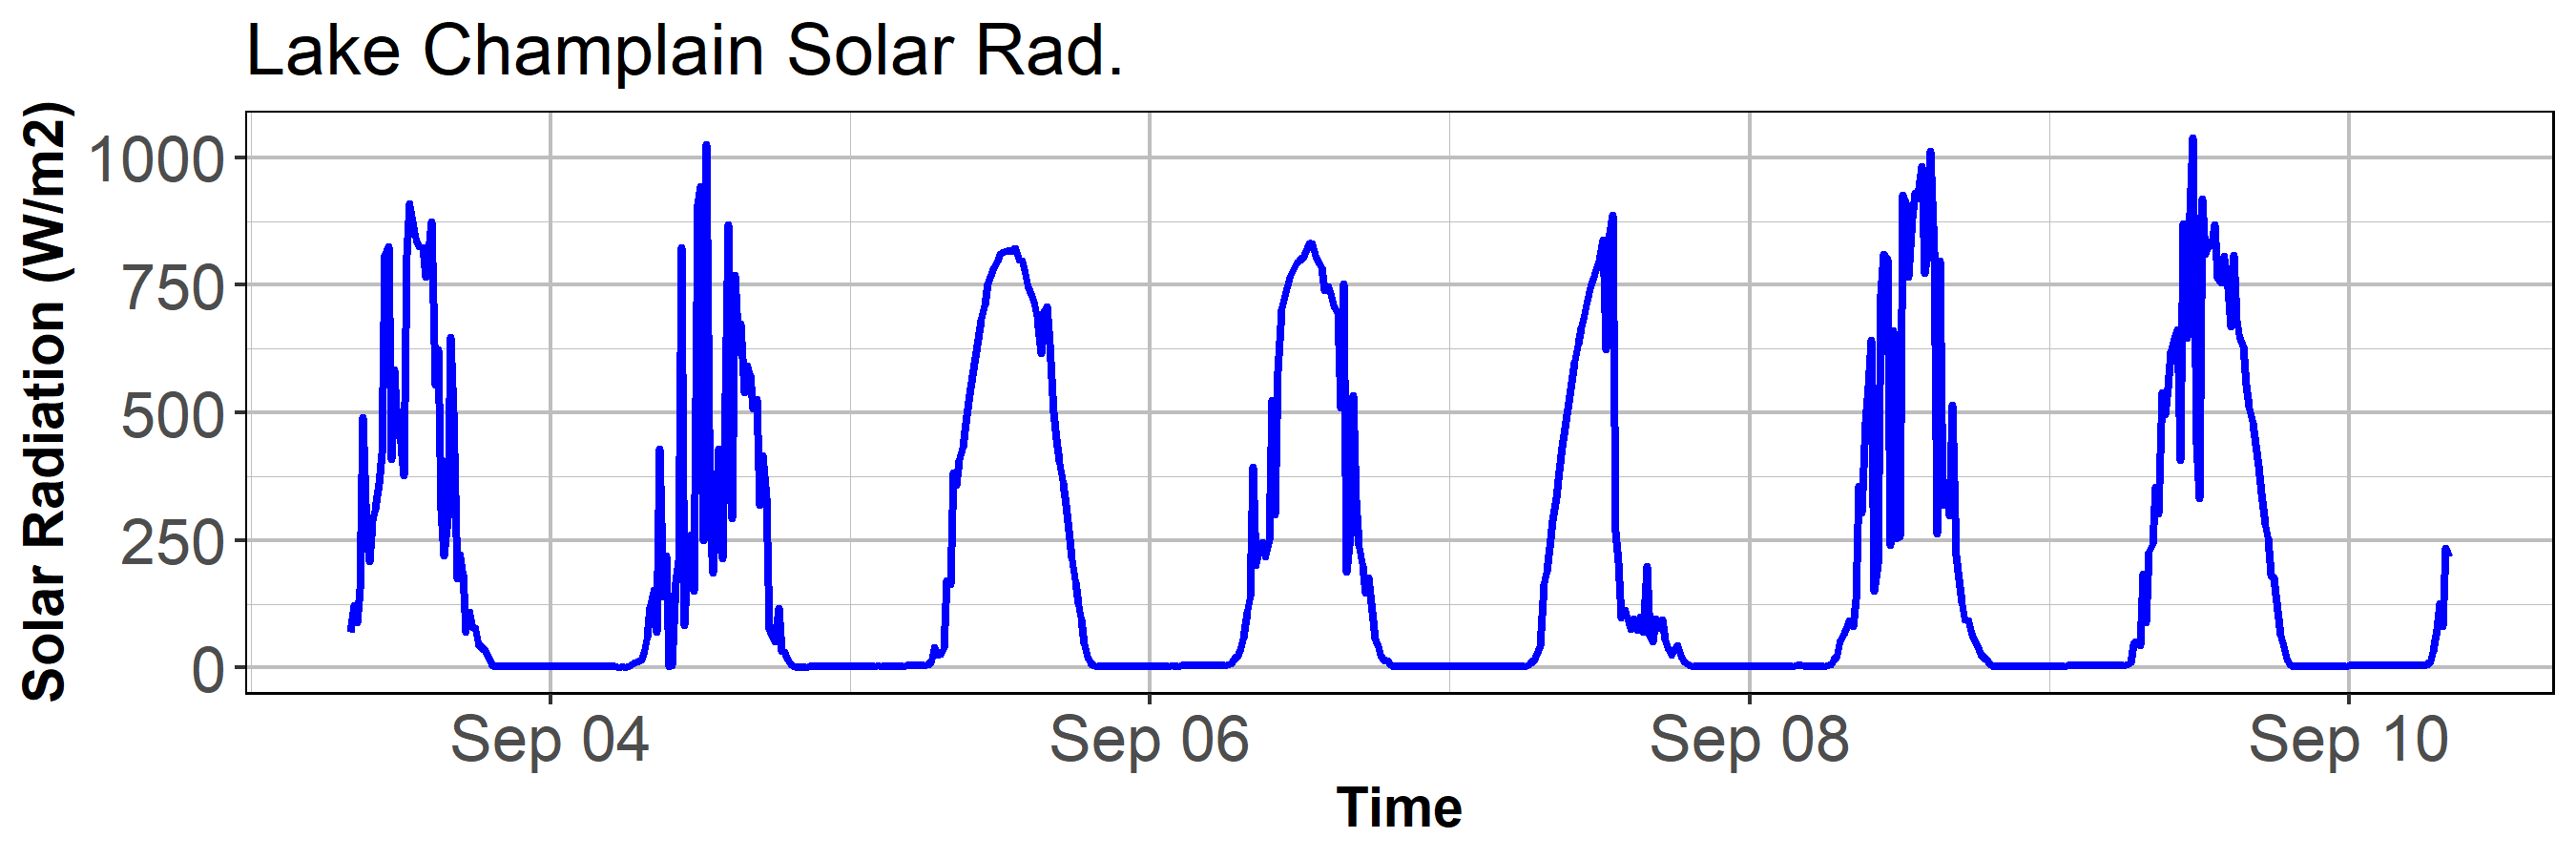 Lake Champlain Solar Rad.
Solar Radiation (W/m2)
1000
750
500
250
0
Sep 04 Sep 06 Sep 08 Sep 10
Time